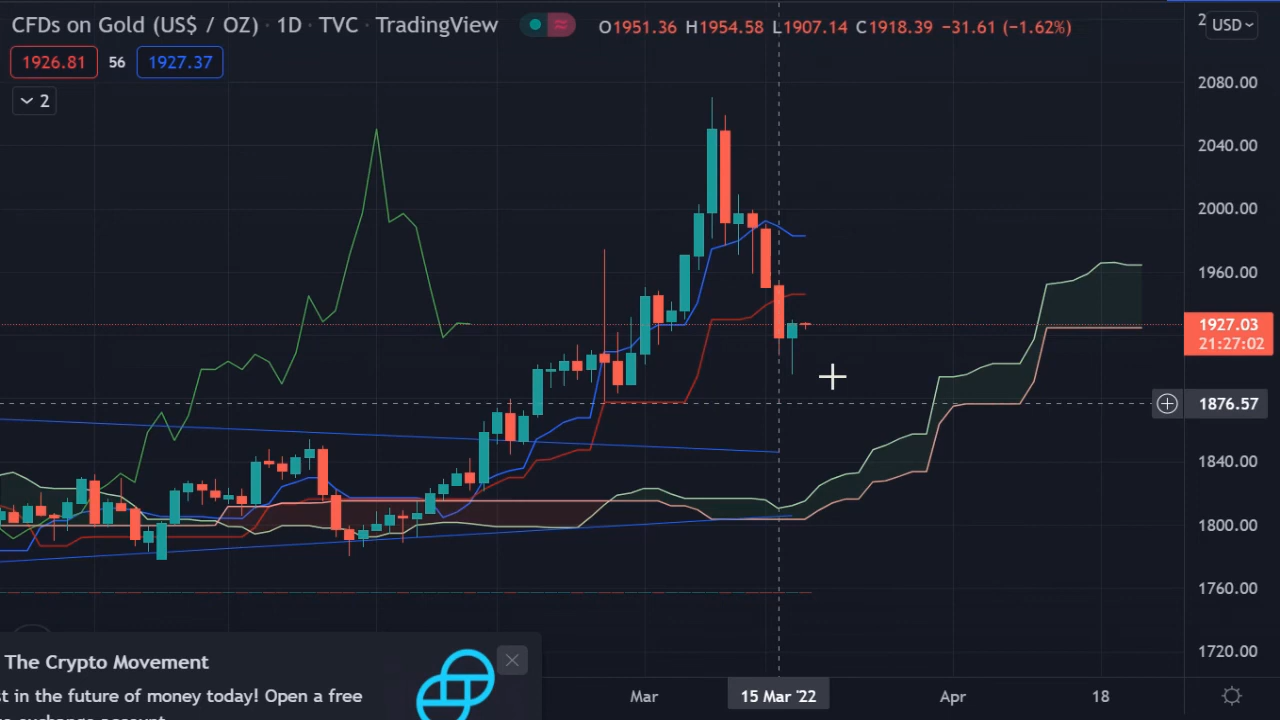 CFDs on Gold (US$ / OZ) · 1D · TVC · TradingView
O1951.36 H1954.58 L1907.14 C1918.39 −31.61 (−1.62%)
USD
1926.81 56 1927.37
2
2080.00
2040.00
2000.00
1960.00
1927.03
21:27:02
1876.57
1840.00
1800.00
1760.00
1720.00
The Crypto Movement
st in the future of money today! Open a free
Mar 15 Mar '22 Apr 18